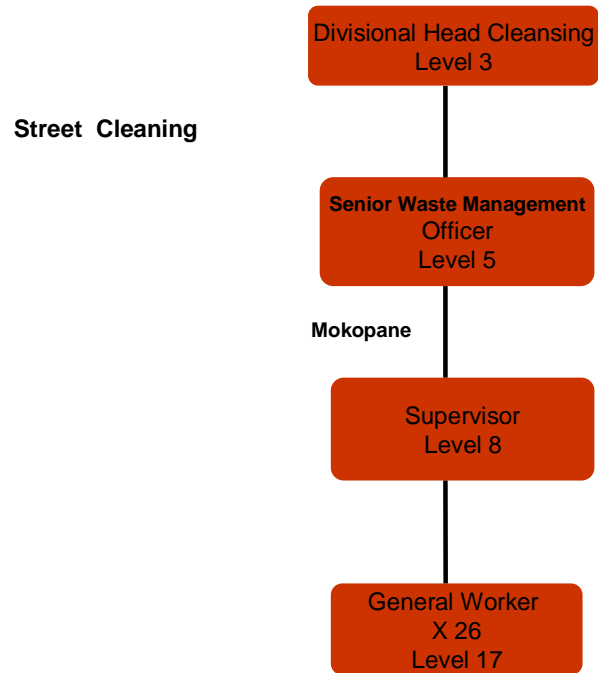 Divisional Head Cleansing
Level 3
Street Cleaning
Senior Waste Management
Officer
Level 5
Mokopane
Supervisor
Level 8
General Worker
X 26
Level 17